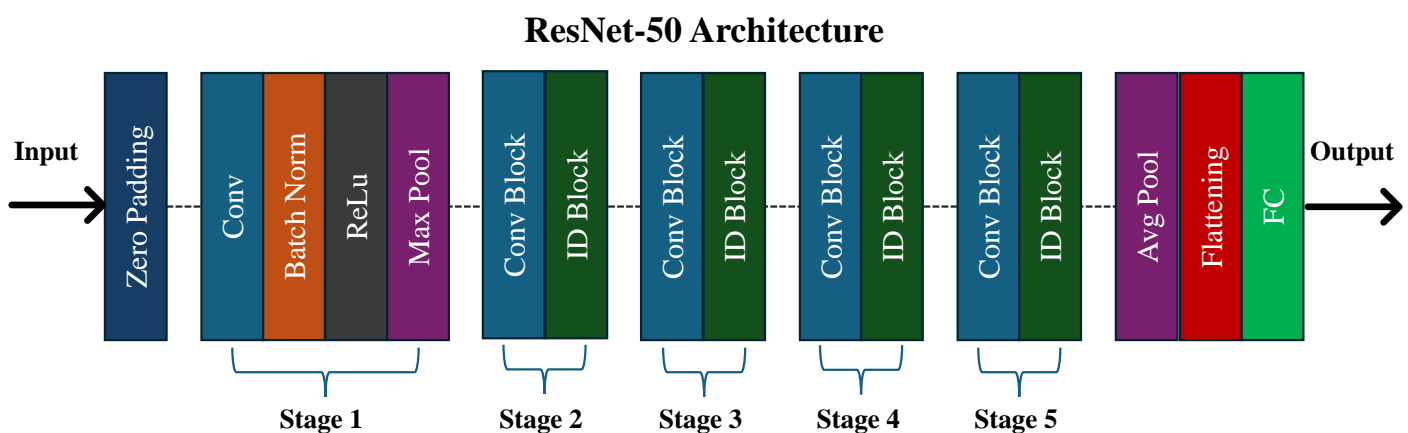 ResNet-50 Architecture
Input
Zero Padding
Conv
Batch Norm
ReLu
Max Pool
Conv Block
ID Block
Conv Block
ID Block
Conv Block
ID Block
Conv Block
ID Block
Avg Pool
Flattening
FC
Output
Stage 1
Stage 2
Stage 3
Stage 4
Stage 5